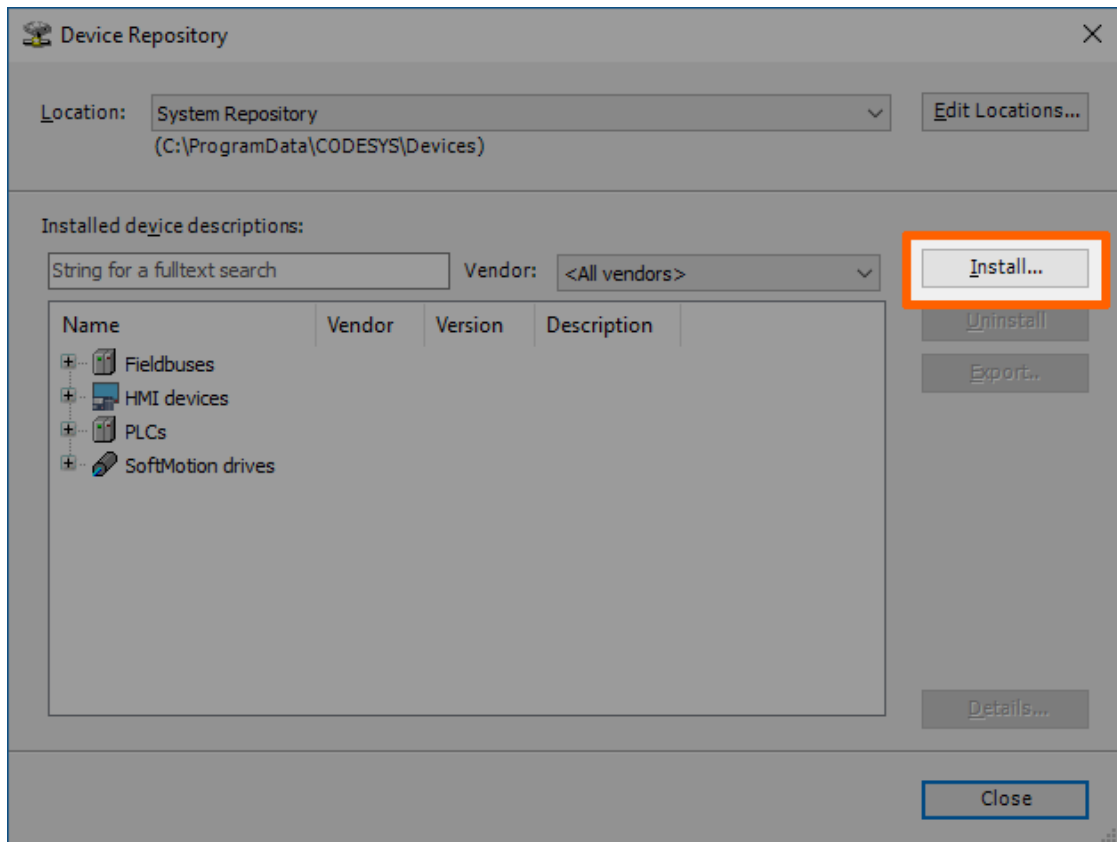 Device Repository
Location: System Repository Edit Locations...
(C:\ProgramData\CODESYS\Devices)
Installed device descriptions:
String for a fulltext search Vendor: <All vendors> Install...
Name Vendor Version Description Uninstall
Fieldbuses Export..
HMI devices
PLCs
SoftMotion drives
Details...
Close